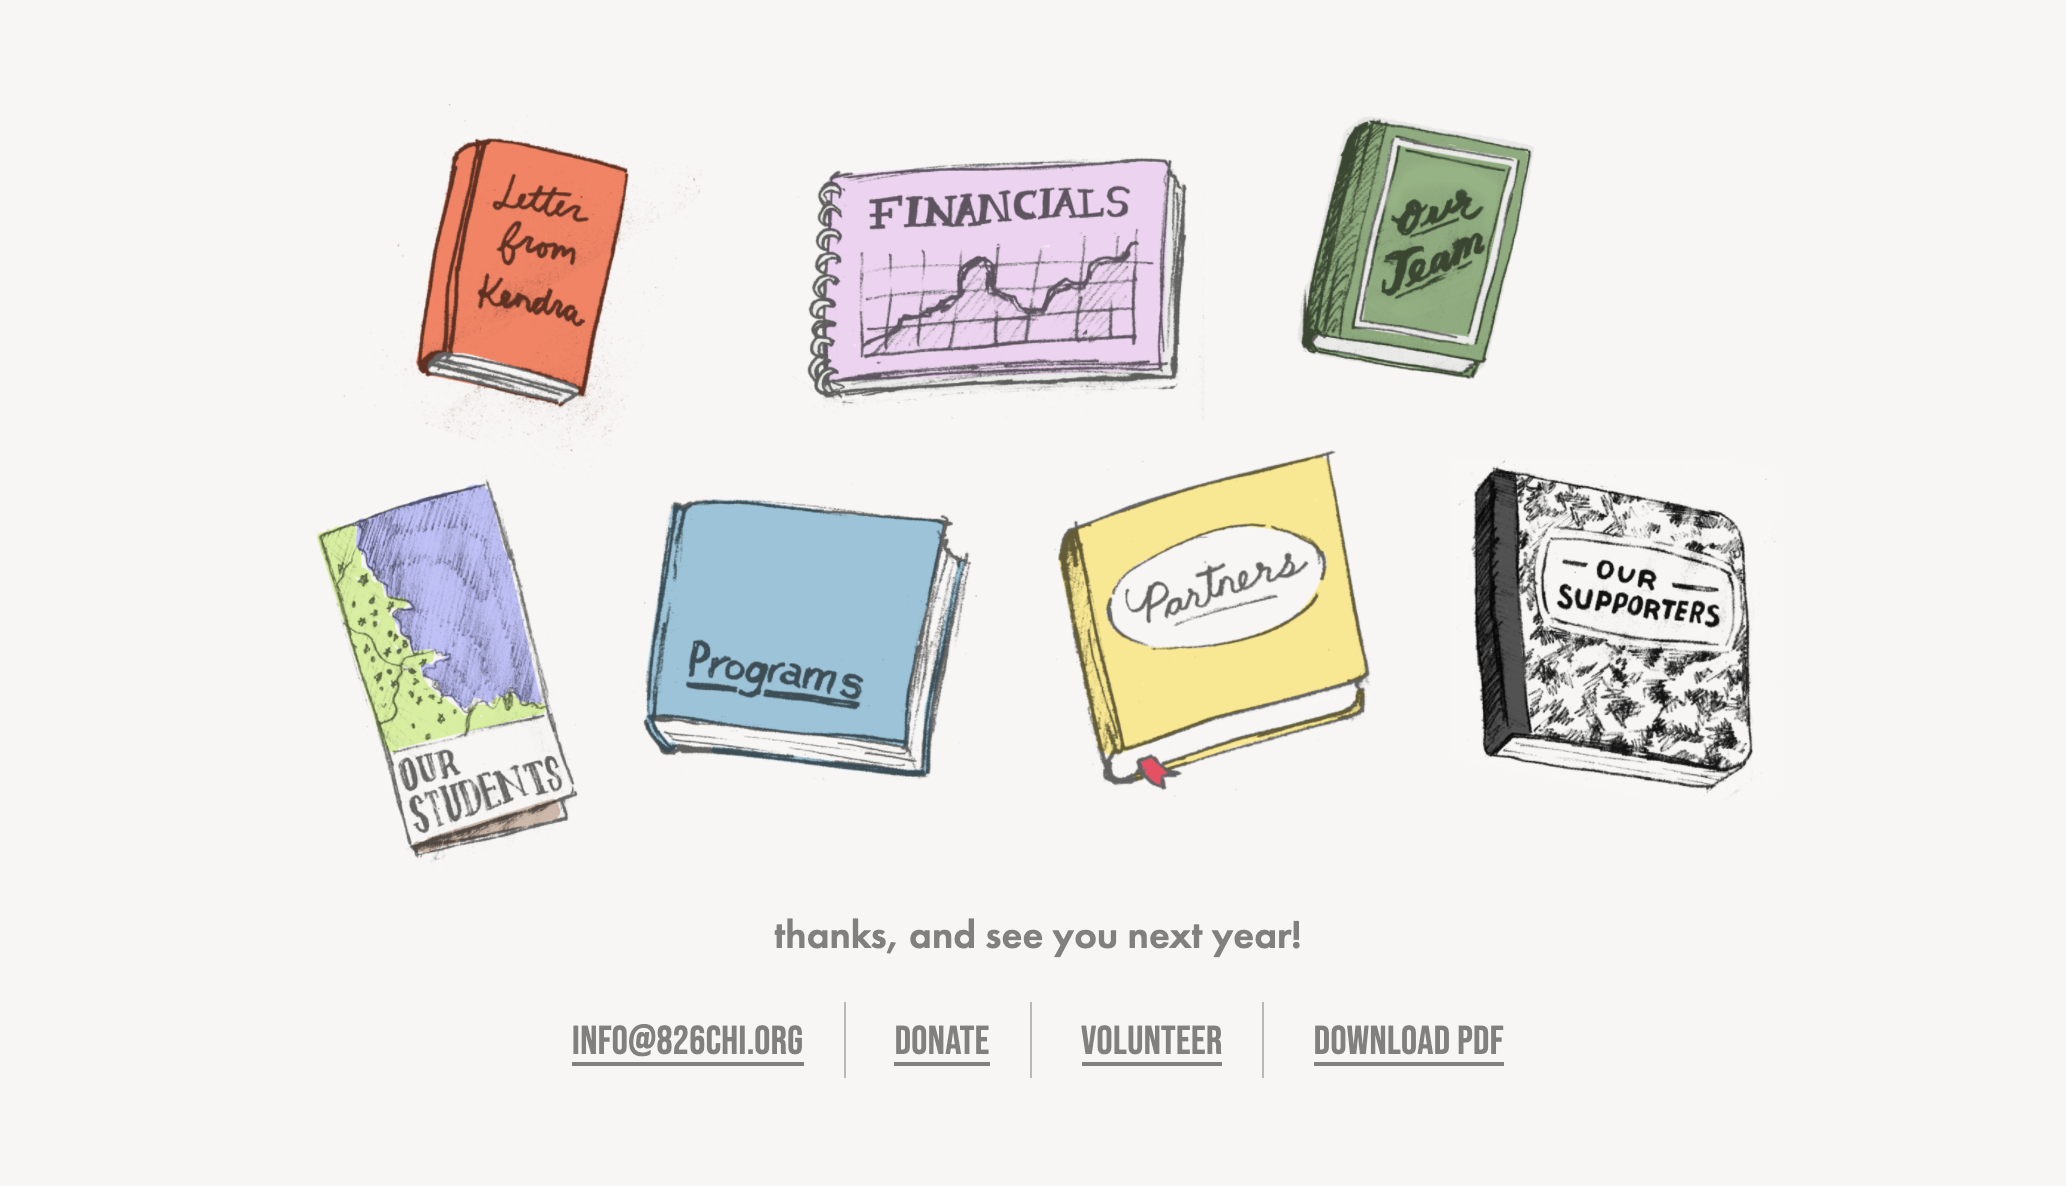 Letter
from
Kendra
FINANCIALS
Our
Team
OUR
STUDENTS
Programs
Partners
OUR
SUPPORTERS
thanks, and see you next year!
INFO@826CHI.ORG
DONATE
VOLUNTEER
DOWNLOAD PDF